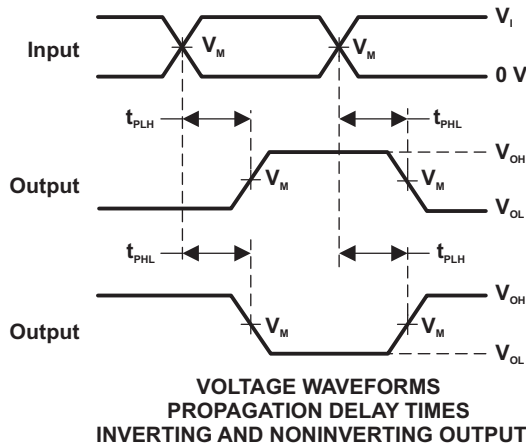 V_I
Input
V_M
V_M
0 V
t_PLH
t_PHL
V_OH
Output
V_M
V_M
V_OL
t_PHL
t_PLH
V_OH
Output
V_M
V_M
V_OL
VOLTAGE WAVEFORMS
PROPAGATION DELAY TIMES
INVERTING AND NONINVERTING OUTPUT